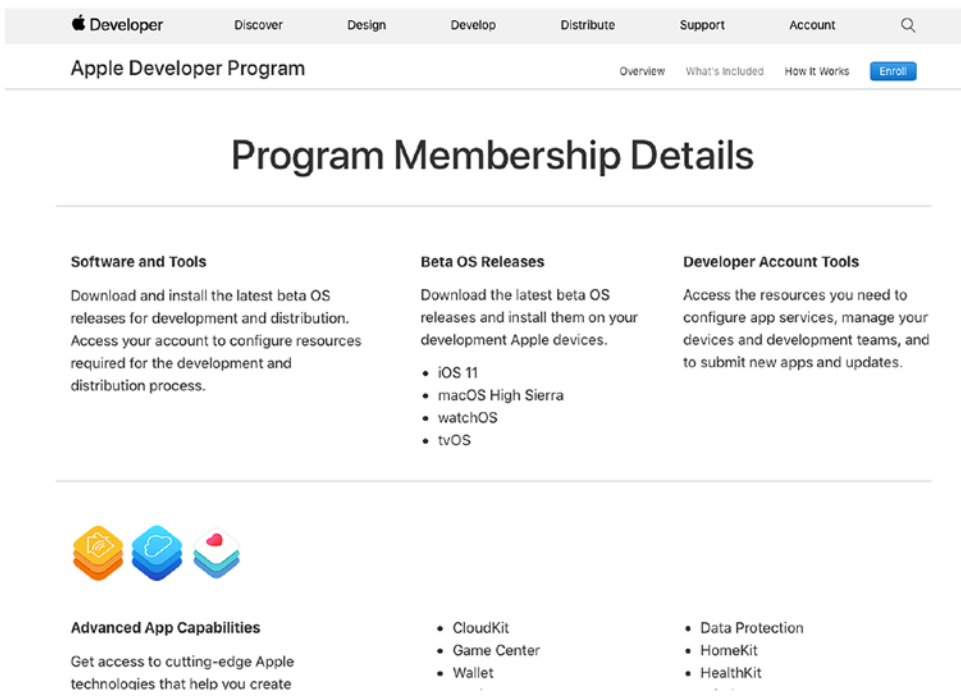 Developer Discover Design Develop Distribute Support Account
Apple Developer Program Overview What's Included How It Works Enroll
Program Membership Details
Software and Tools
Download and install the latest beta OS
releases for development and distribution.
Access your account to configure resources
required for the development and
distribution process.
Beta OS Releases
Download the latest beta OS
releases and install them on your
development Apple devices.
• iOS 11
• macOS High Sierra
• watchOS
• tvOS
Developer Account Tools
Access the resources you need to
configure app services, manage your
devices and development teams, and
to submit new apps and updates.
Advanced App Capabilities
Get access to cutting-edge Apple
technologies that help you create
• CloudKit
• Game Center
• Wallet
• Data Protection
• HomeKit
• HealthKit